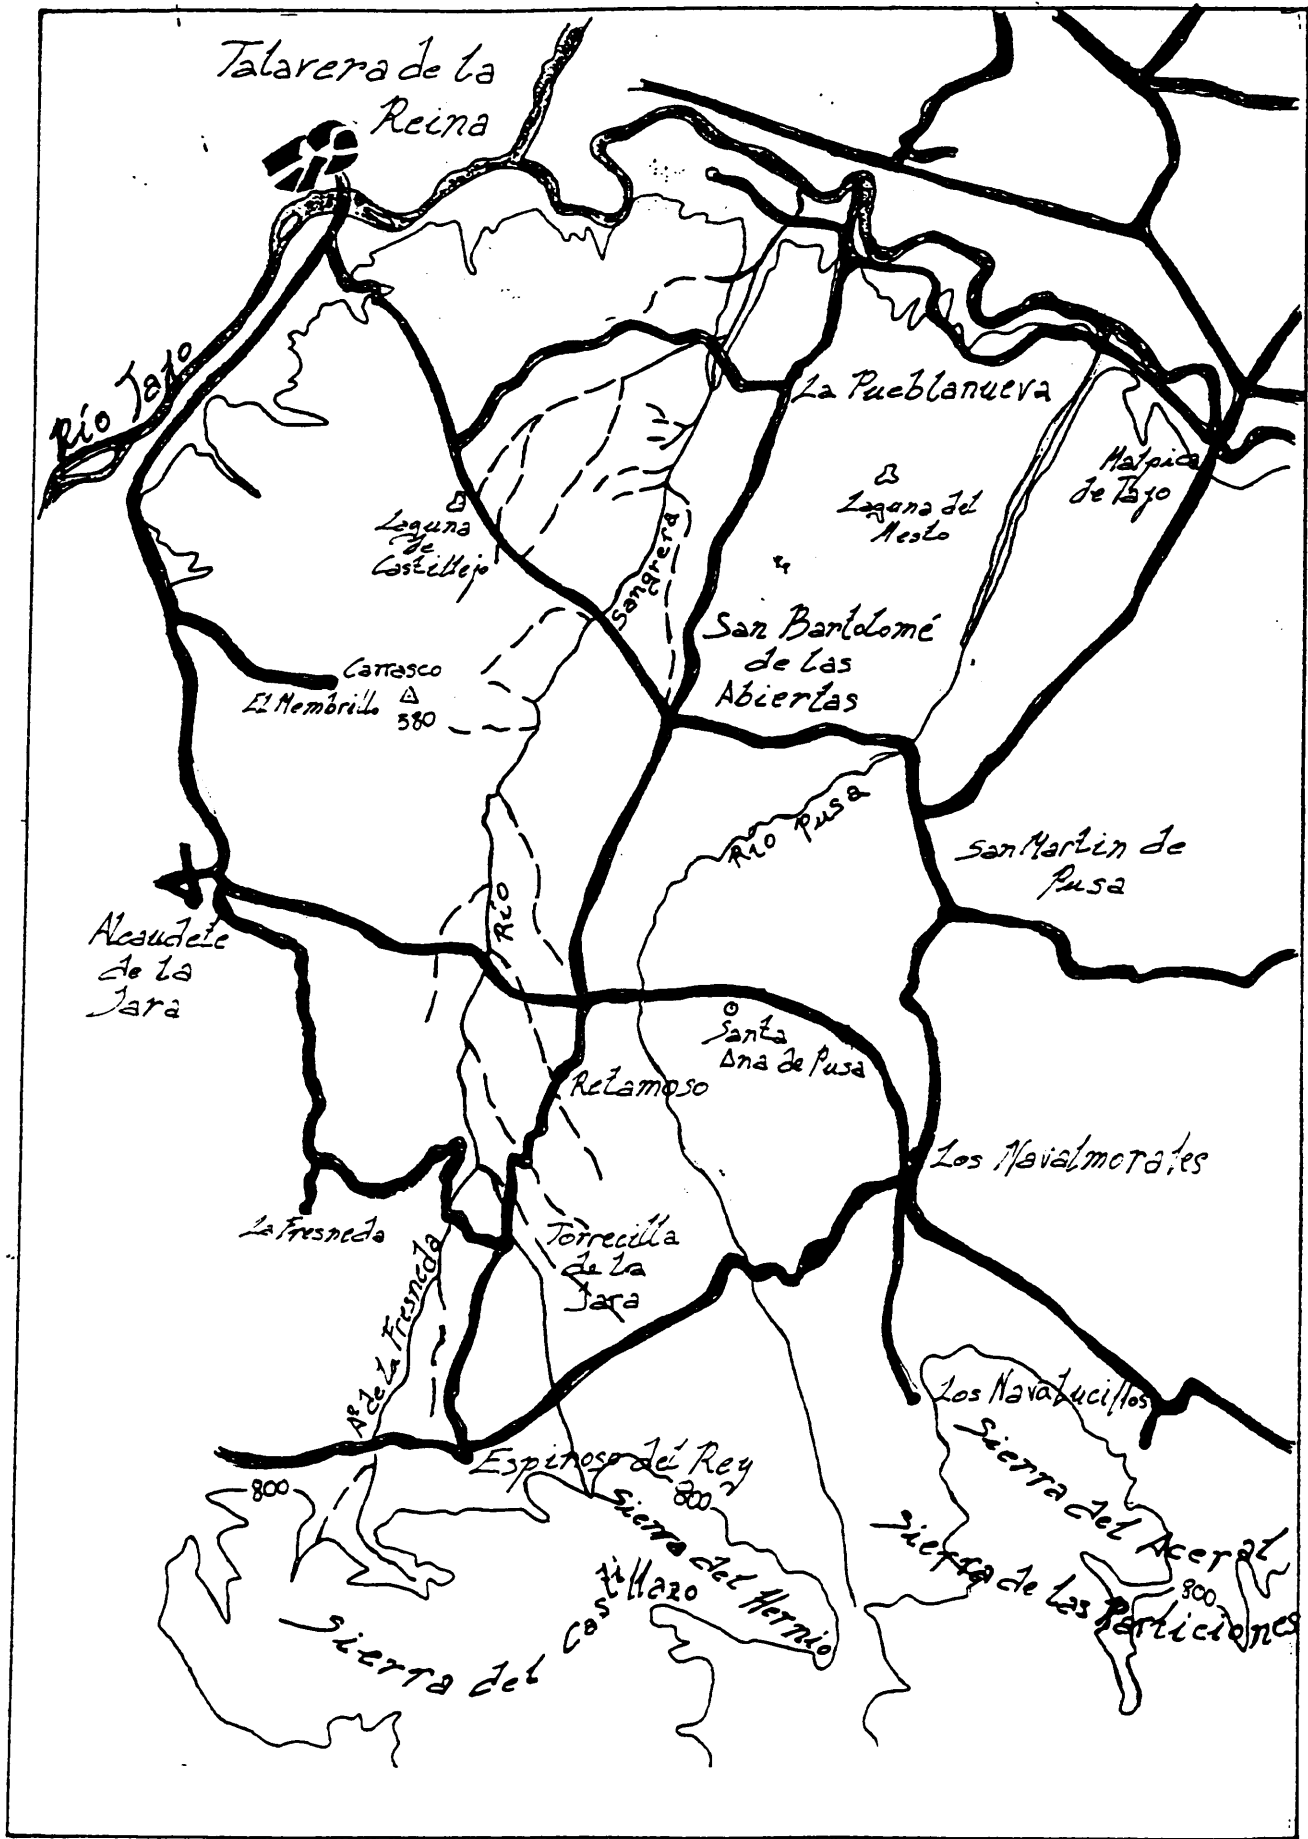 Talavera de la
Reina
Río Tajo
La Pueblanueva
Malpica
de Tajo
Laguna
de
Castillejo
Laguna del
Mesto
Sangrera
San Bartolomé
de las
Abiertas
Carrasco
El Membrillo
580
Río Pusa
San Martin de
Pusa
Río
Alcaudete
de la
Jara
Santa
Ana de Pusa
Retamoso
Los Navalmorales
La Fresneda
Torrecilla
de la
Jara
Aº de la Fresneda
Los Navalucillos
Espinoso del Rey
800
800
Sierra del Aceral
Sierra del Hernio
Sierra de las Particiones
800
Sierra del Castillazo